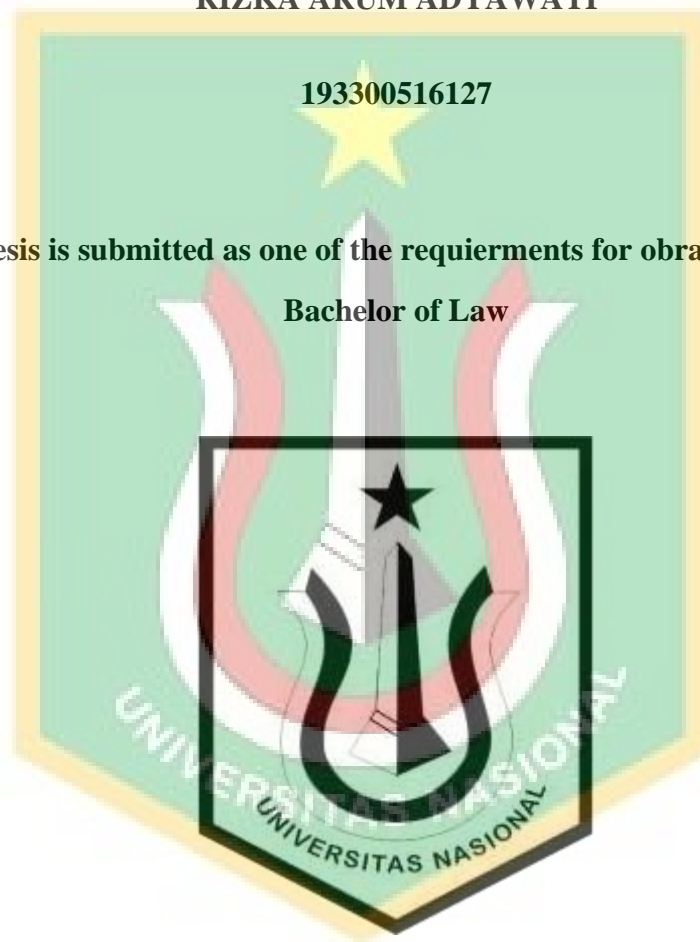 RIZKA ARUM ADYAWATI
193300516127
esis is submitted as one of the requierments for obra
Bachelor of Law
UNIVERSITAS NASIONAL
UNIVERSITAS NASIONAL